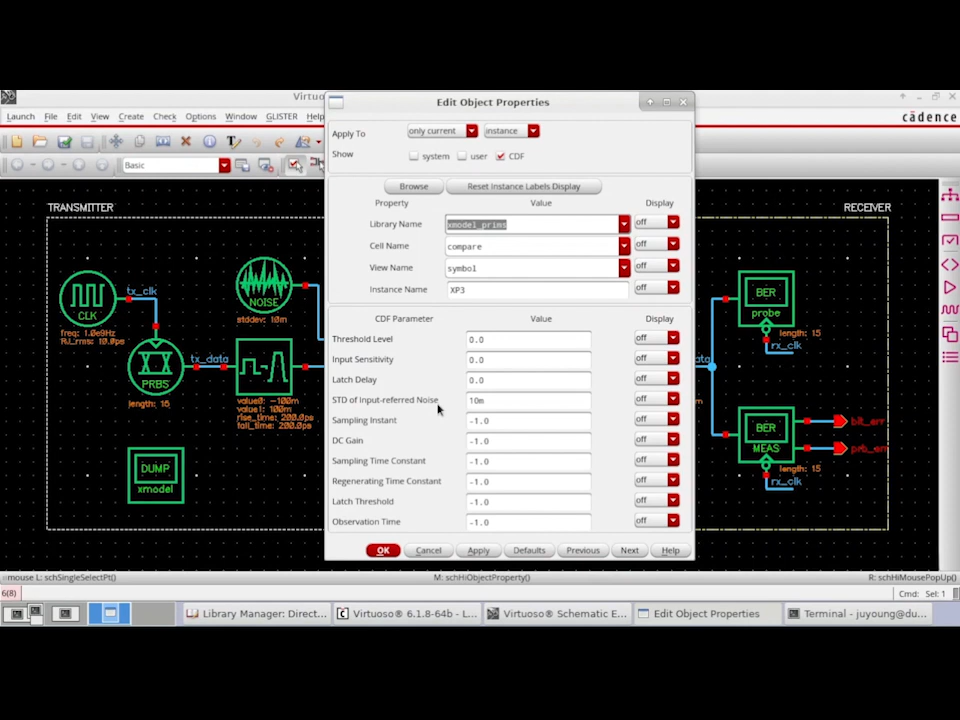 Virtuo
Edit Object Properties
Launch File Edit View Create Check Options Window GLISTER Help
cādence
Basic
Apply To only current instance
Show system user CDF
Browse Reset Instance Labels Display
Property Value Display
Library Name xmodel_prims off
Cell Name compare off
View Name symbol off
Instance Name XP3 off
CDF Parameter Value Display
Threshold Level 0.0 off
Input Sensitivity 0.0 off
Latch Delay 0.0 off
STD of Input-referred Noise 10m off
Sampling Instant -1.0 off
DC Gain -1.0 off
Sampling Time Constant -1.0 off
Regenerating Time Constant -1.0 off
Latch Threshold -1.0 off
Observation Time -1.0 off
OK Cancel Apply Defaults Previous Next Help
TRANSMITTER
tx_clk
CLK
freq: 1.0e9Hz
RJ_rms: 10.0ps
NOISE
stddev: 10m
tx_data
PRBS
length: 15
value0: -100m
value1: 100m
rise_time: 200.0ps
fall_time: 200.0ps
DUMP
xmodel
RECEIVER
BER
probe
length: 15
rx_clk
data
BER
MEAS
bit_err
prb_err
length: 15
rx_clk
mouse L: schSingleSelectPt() M: schHiObjectProperty() R: schHiMousePopUp()
6(8) Cmd: Sel: 1
Library Manager: Direct... Virtuoso® 6.1.8-64b - L... Virtuoso® Schematic E... Edit Object Properties Terminal - juyoung@du...